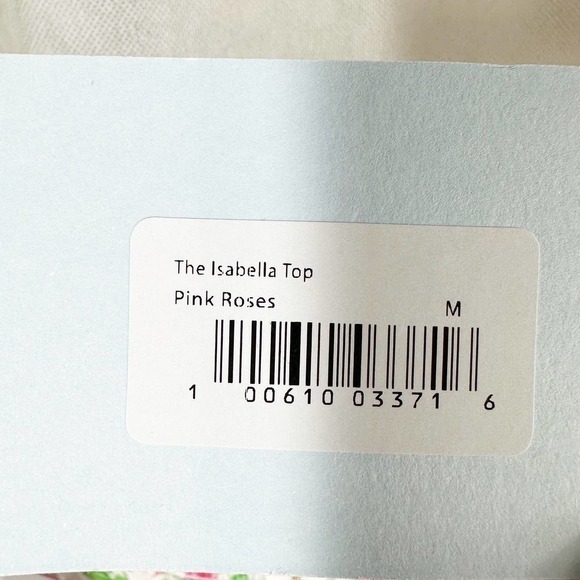 The Isabella Top
Pink Roses M
1 00610 03371 6